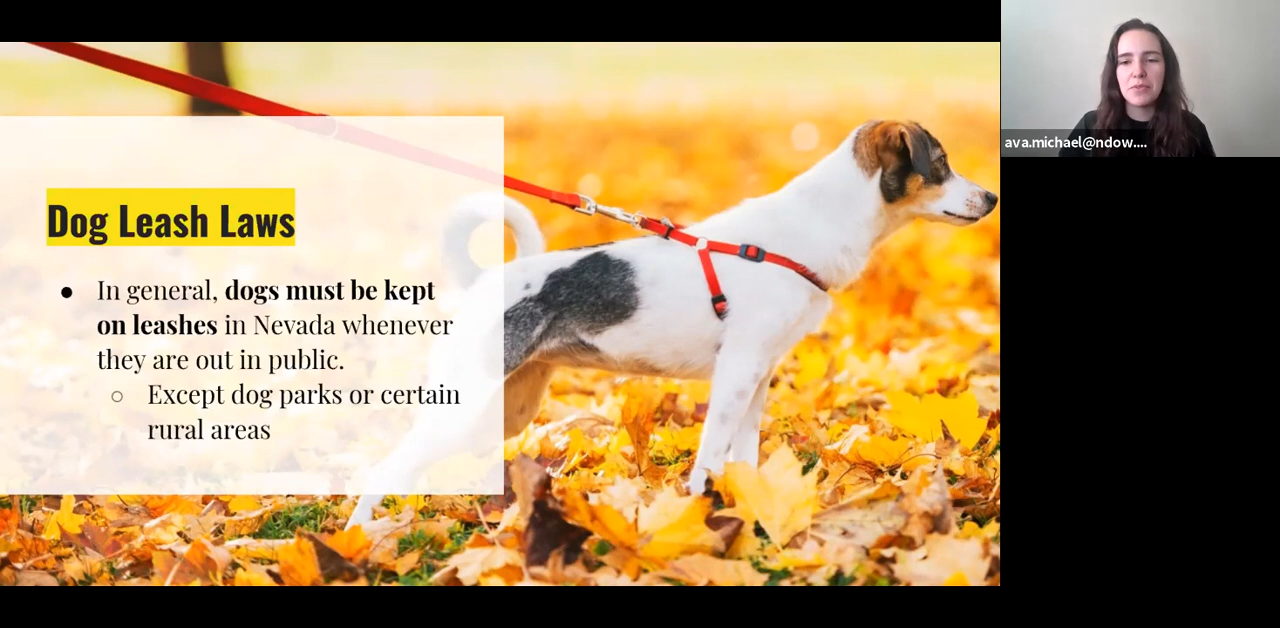 Dog Leash Laws
● In general, dogs must be kept
on leashes in Nevada whenever
they are out in public.
○ Except dog parks or certain
rural areas
ava.michael@ndow....